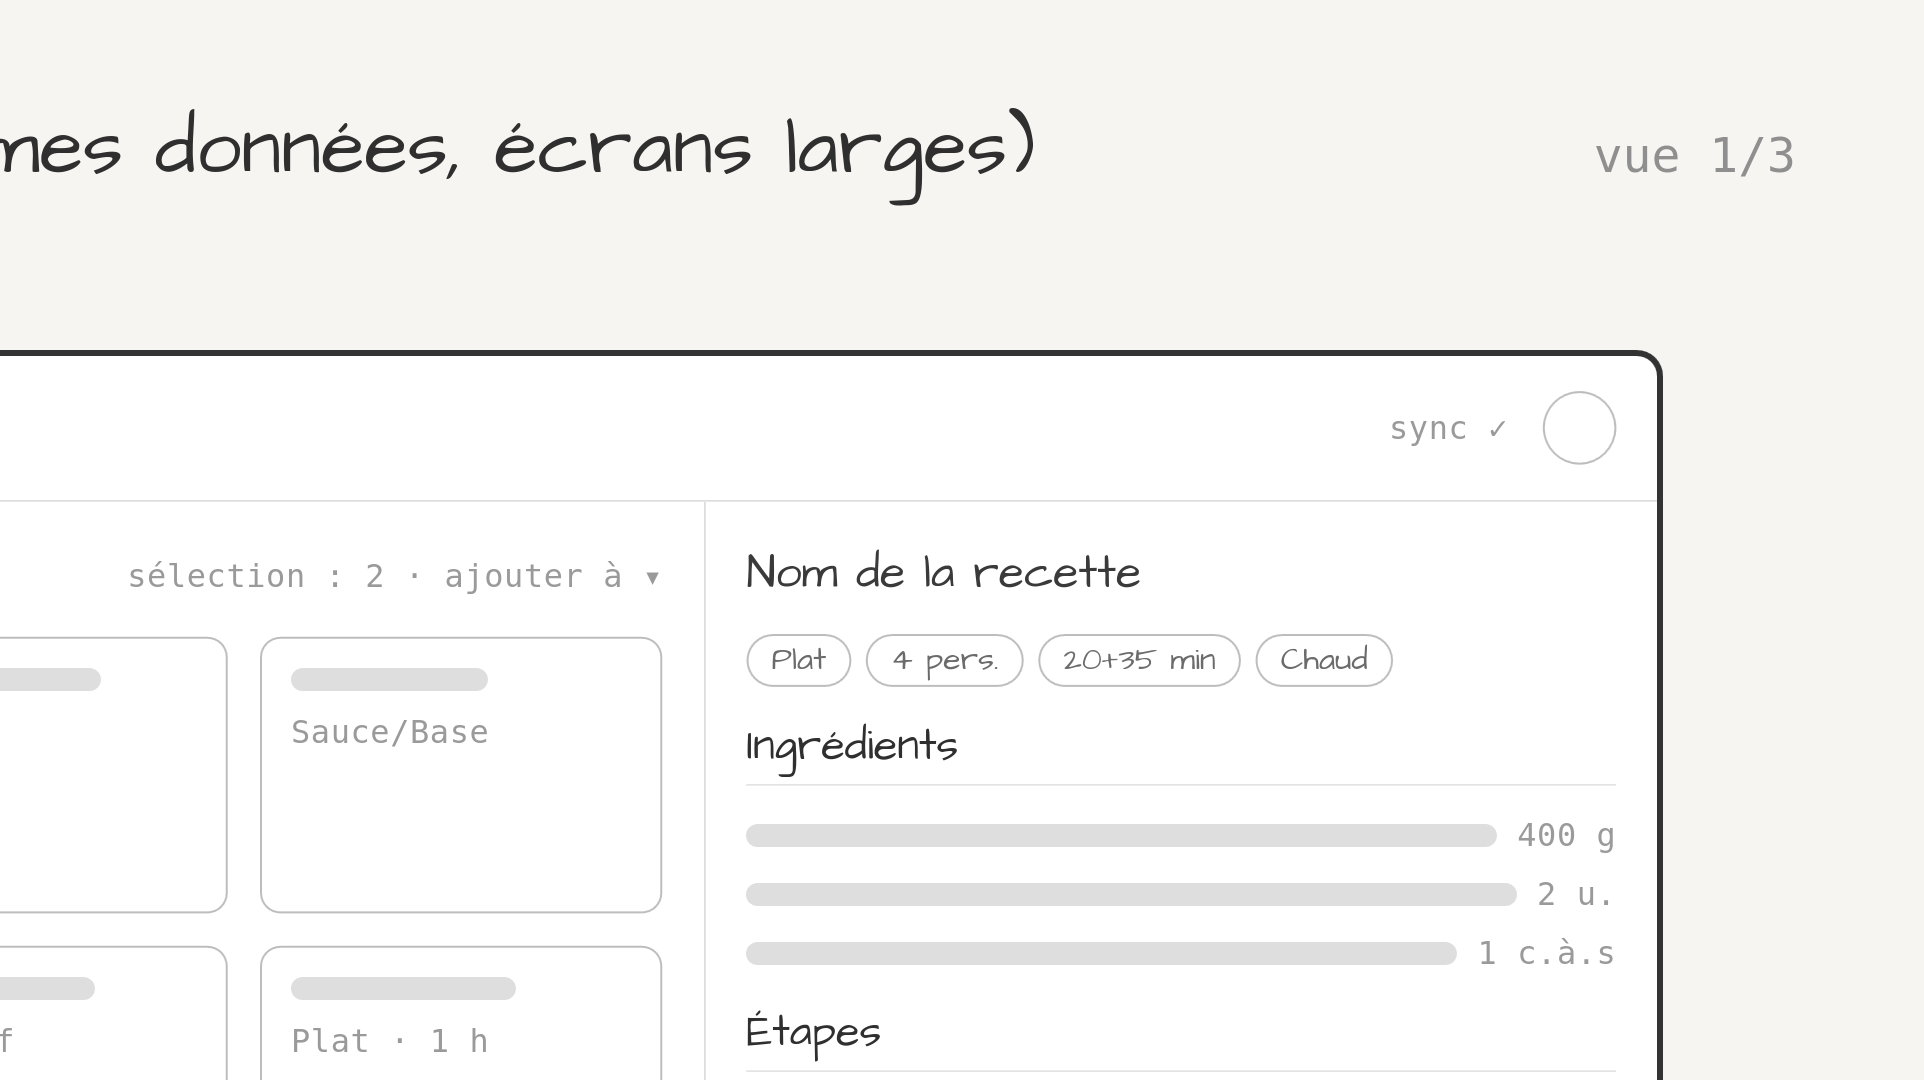 données, écrans larges)
vue 1/3
sync ✓
sélection : 2 · ajouter à ▾
Sauce/Base
Plat · 1 h
Nom de la recette
Plat
4 pers.
20+35 min
Chaud
Ingrédients
400 g
2 u.
1 c.à.s
Étapes